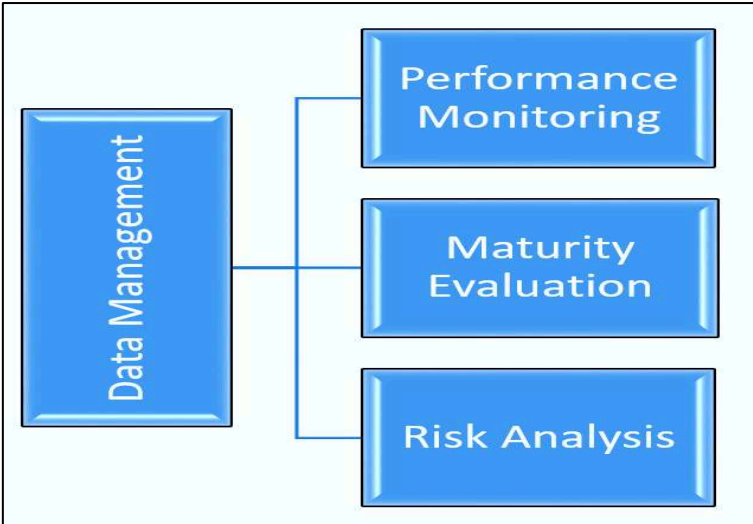 Data Management
Performance
Monitoring
Maturity
Evaluation
Risk Analysis